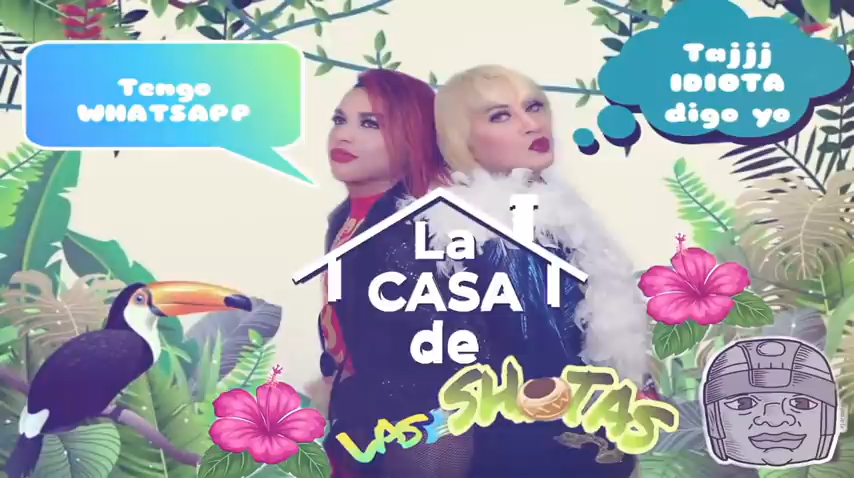 Tengo
WHATSAPP
Tajjj
IDIOTA
digo yo
La
CASA
de
LAS SHOTAS